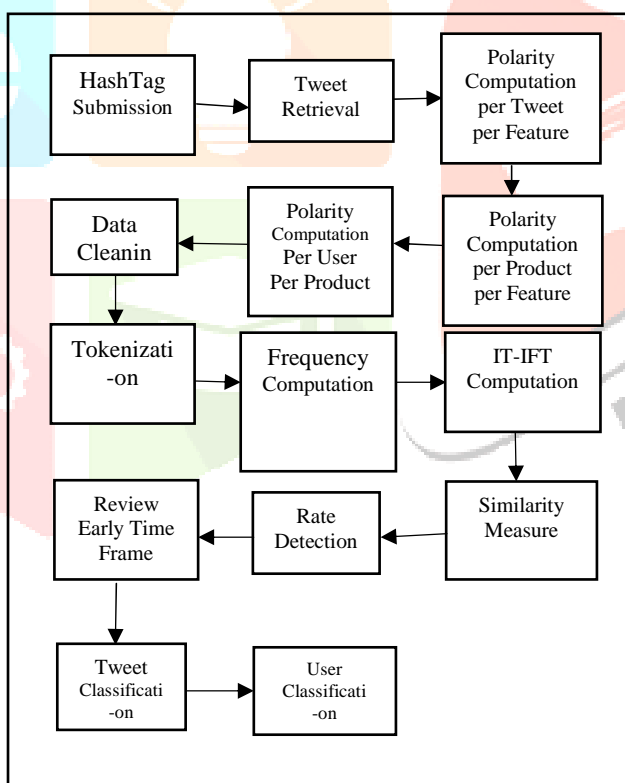 HashTag
Submission
Tweet
Retrieval
Polarity
Computation
per Tweet
per Feature
Polarity
Computation
per Product
per Feature
Polarity
Computation
Per User
Per Product
Data
Cleanin
Tokenizati
-on
Frequency
Computation
IT-IFT
Computation
Similarity
Measure
Rate
Detection
Review
Early Time
Frame
Tweet
Classificati
-on
User
Classificati
-on